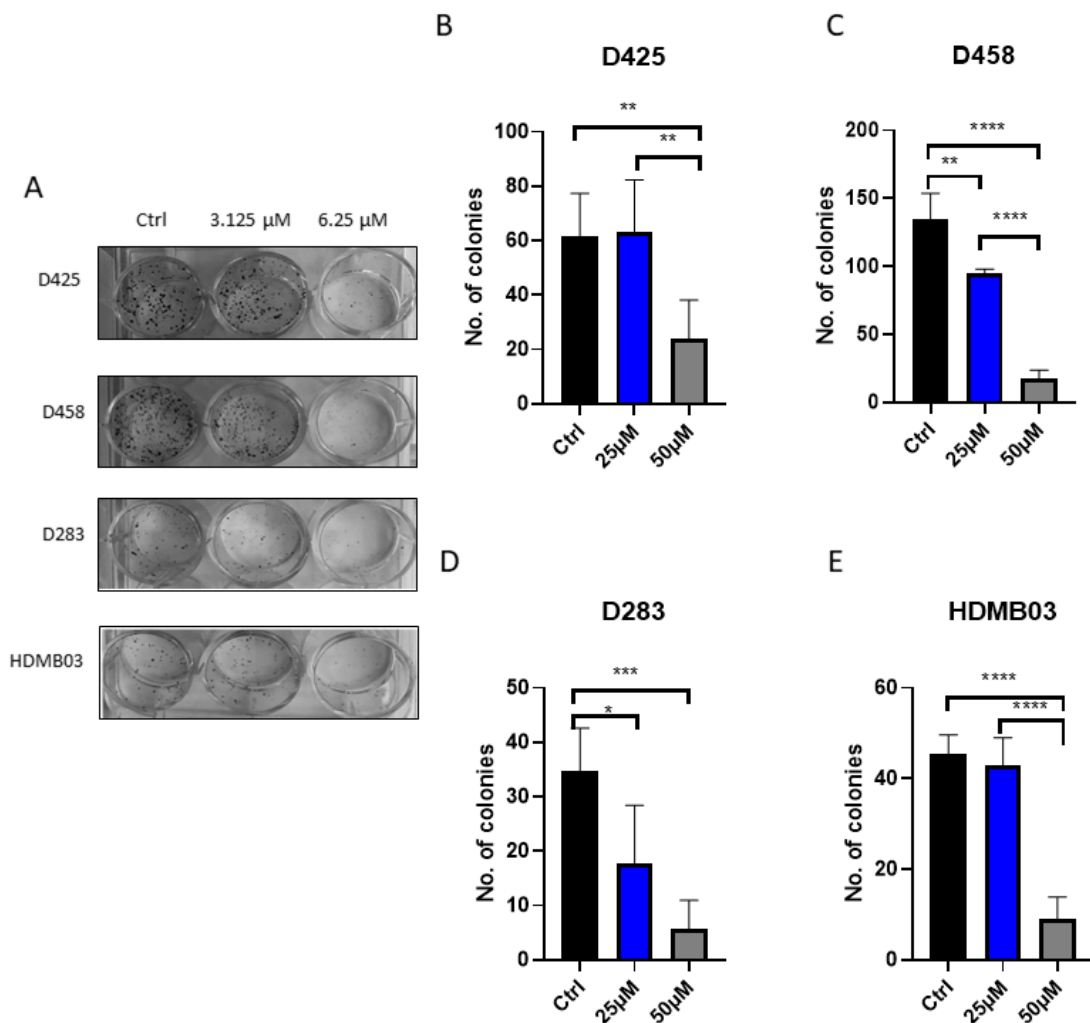 A
Ctrl 3.125 µM 6.25 µM
D425
D458
D283
HDMB03
B
D425
**
**
No. of colonies
100
80
60
40
20
0
Ctrl
25µM
50µM
C
D458
****
**
****
No. of colonies
200
150
100
50
0
Ctrl
25µM
50µM
D
D283
***
*
No. of colonies
50
40
30
20
10
0
Ctrl
25µM
50µM
E
HDMB03
****
****
No. of colonies
60
40
20
0
Ctrl
25µM
50µM